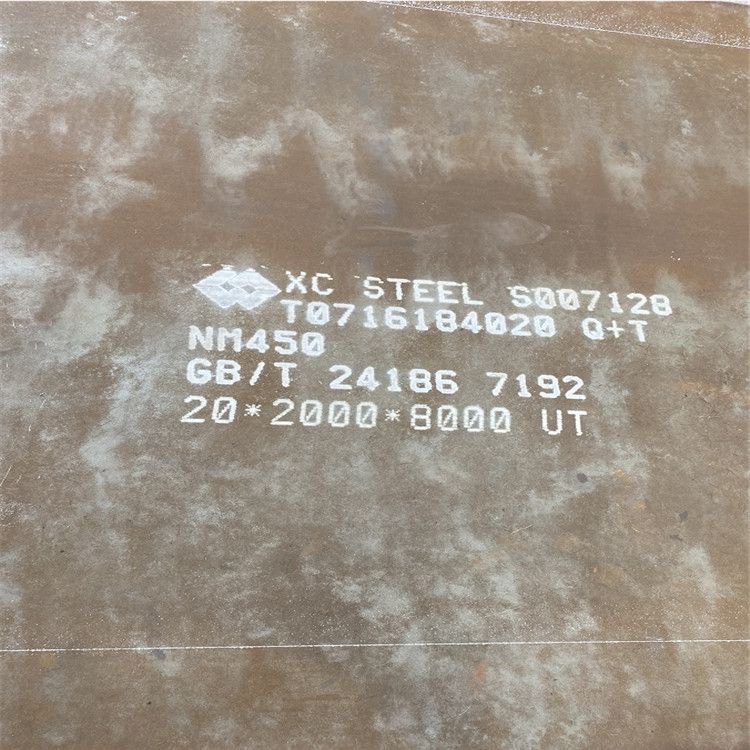 XC STEEL S007128
T0716184020 Q+T
NM450
GB/T 24186 7192
20*2000*8000 UT